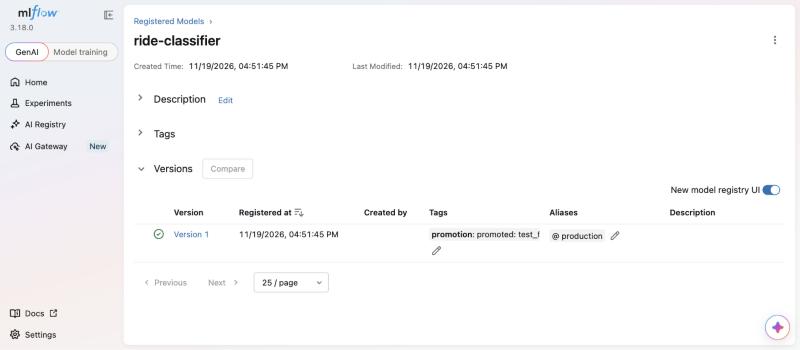 mlflow
3.18.0
GenAI Model training
Home
Experiments
AI Registry
AI Gateway New
Docs
Settings
Registered Models ›
ride-classifier
Created Time: 11/19/2026, 04:51:45 PM Last Modified: 11/19/2026, 04:51:45 PM
Description Edit
Tags
Versions Compare
New model registry UI
Version Registered at Created by Tags Aliases Description
Version 1 11/19/2026, 04:51:45 PM promotion: promoted: test_f @ production
Previous Next 25 / page